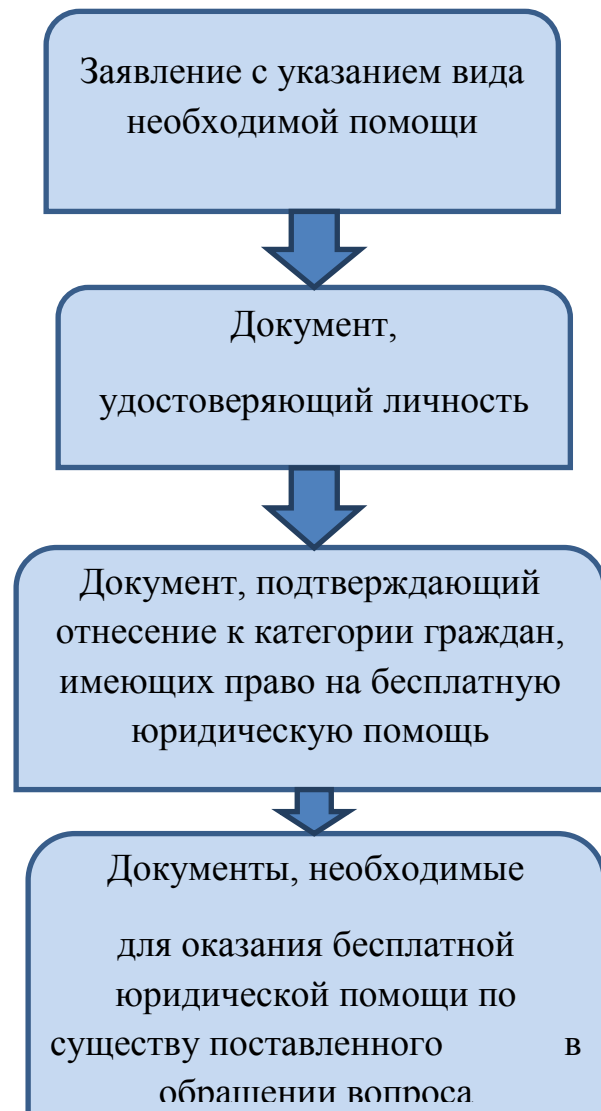 Заявление с указанием вида
необходимой помощи
Документ,
удостоверяющий личность
Документ, подтверждающий
отнесение к категории граждан,
имеющих право на бесплатную
юридическую помощь
Документы, необходимые
для оказания бесплатной
юридической помощи по
существу поставленного в
обращении вопроса